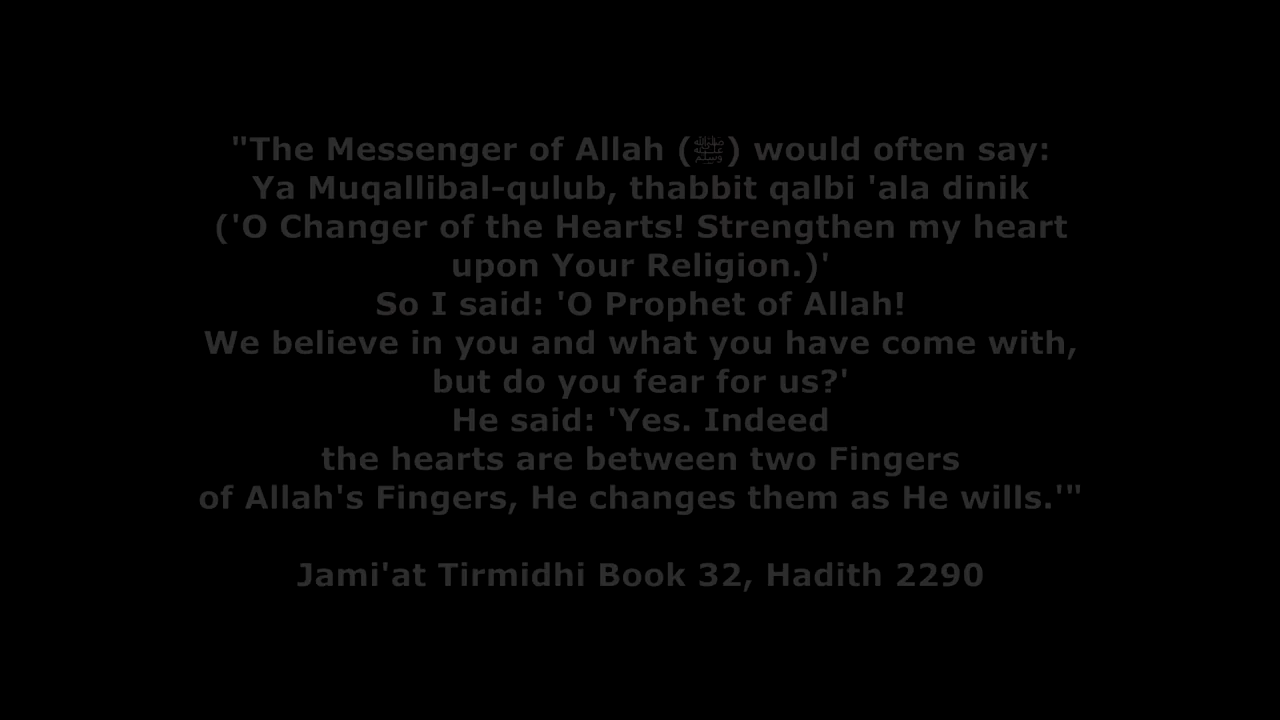 "The Messenger of Allah (ﷺ) would often say:
Ya Muqallibal-qulub, thabbit qalbi 'ala dinik
('O Changer of the Hearts! Strengthen my heart
upon Your Religion.)'
So I said: 'O Prophet of Allah!
We believe in you and what you have come with,
but do you fear for us?'
He said: 'Yes. Indeed
the hearts are between two Fingers
of Allah's Fingers, He changes them as He wills.'"
Jami'at Tirmidhi Book 32, Hadith 2290